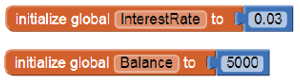 initialize global InterestRate to 0.03
initialize global Balance to 5000